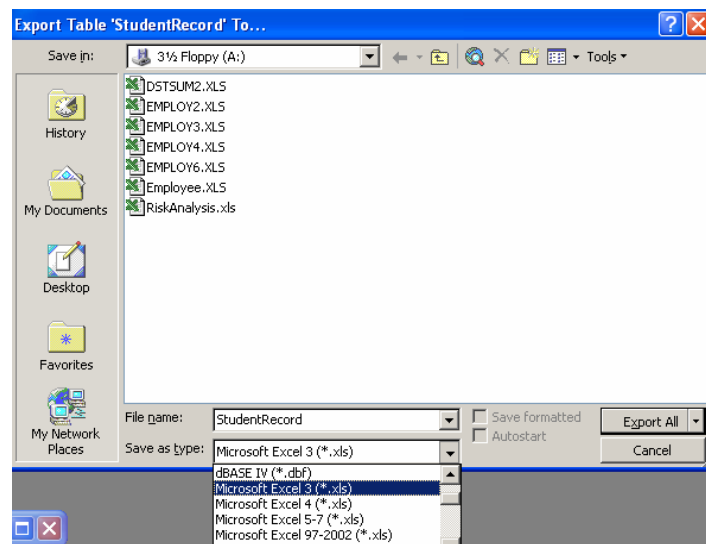 Export Table 'StudentRecord' To...
Save in:
3½ Floppy (A:)
Tools
History
My Documents
Desktop
Favorites
My Network Places
DSTSUM2.XLS
EMPLOY2.XLS
EMPLOY3.XLS
EMPLOY4.XLS
EMPLOY6.XLS
Employee.XLS
RiskAnalysis.xls
File name:
StudentRecord
Save formatted
Autostart
Export All
Save as type:
Microsoft Excel 3 (*.xls)
Cancel
dBASE IV (*.dbf)
Microsoft Excel 3 (*.xls)
Microsoft Excel 4 (*.xls)
Microsoft Excel 5-7 (*.xls)
Microsoft Excel 97-2002 (*.xls)